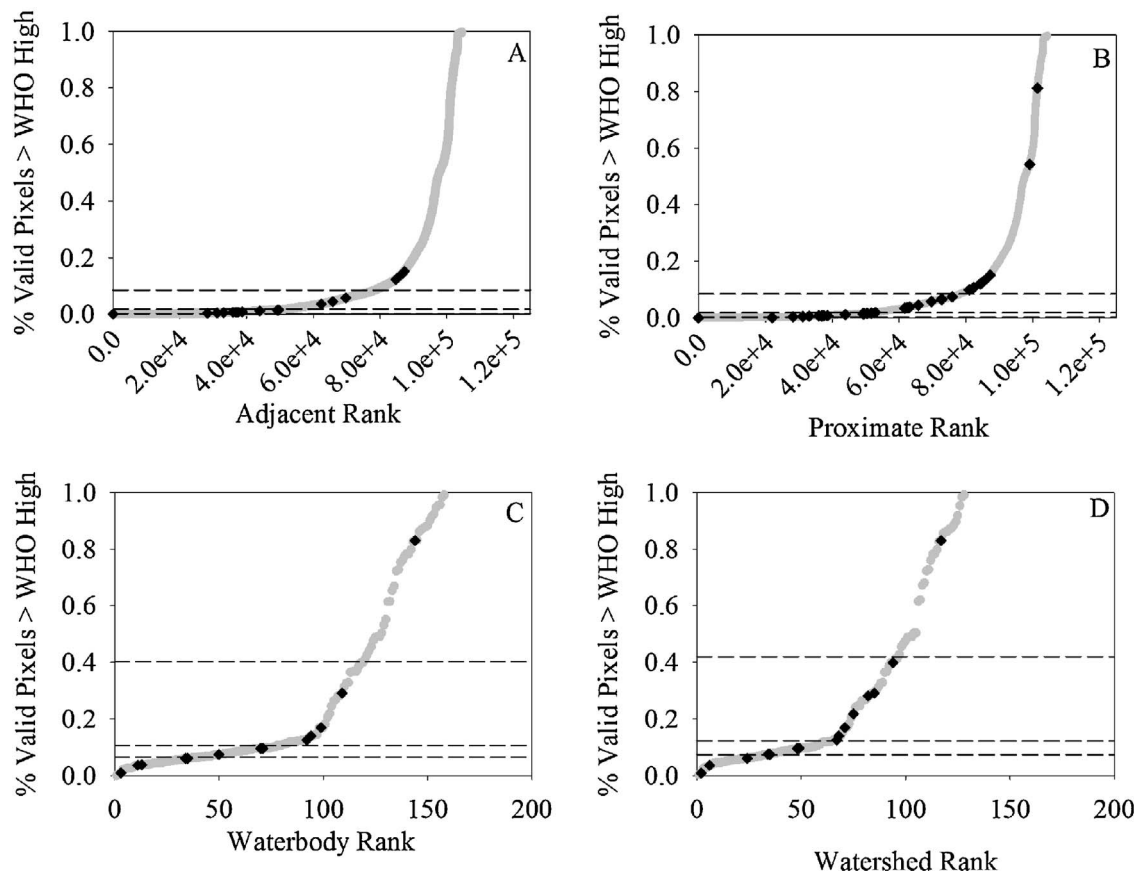 A
% Valid Pixels > WHO High
1.0
0.8
0.6
0.4
0.2
0.0
0.0
2.0e+4
4.0e+4
6.0e+4
8.0e+4
1.0e+5
1.2e+5
Adjacent Rank
B
% Valid Pixels > WHO High
1.0
0.8
0.6
0.4
0.2
0.0
0.0
2.0e+4
4.0e+4
6.0e+4
8.0e+4
1.0e+5
1.2e+5
Proximate Rank
C
% Valid Pixels > WHO High
1.0
0.8
0.6
0.4
0.2
0.0
0
50
100
150
200
Waterbody Rank
D
% Valid Pixels > WHO High
1.0
0.8
0.6
0.4
0.2
0.0
0
50
100
150
200
Watershed Rank